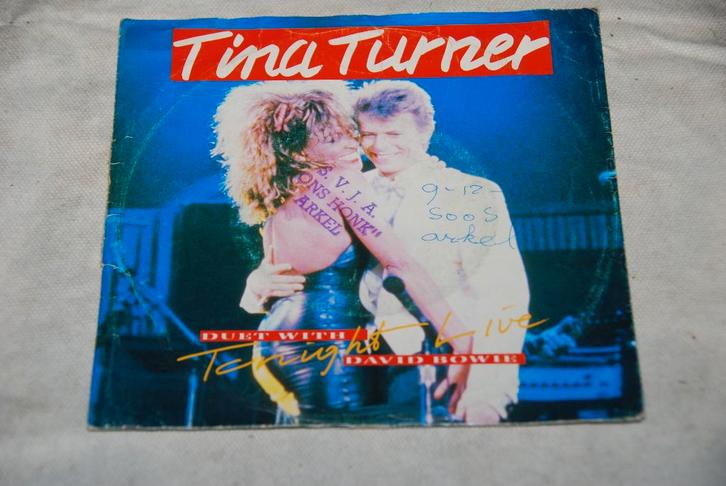 Tina Turner
S. V. J. A.
ONS HONK"
ARKEL
9-12-
SOOS
arkel
DUET WITH
Tonight Live
DAVID BOWIE